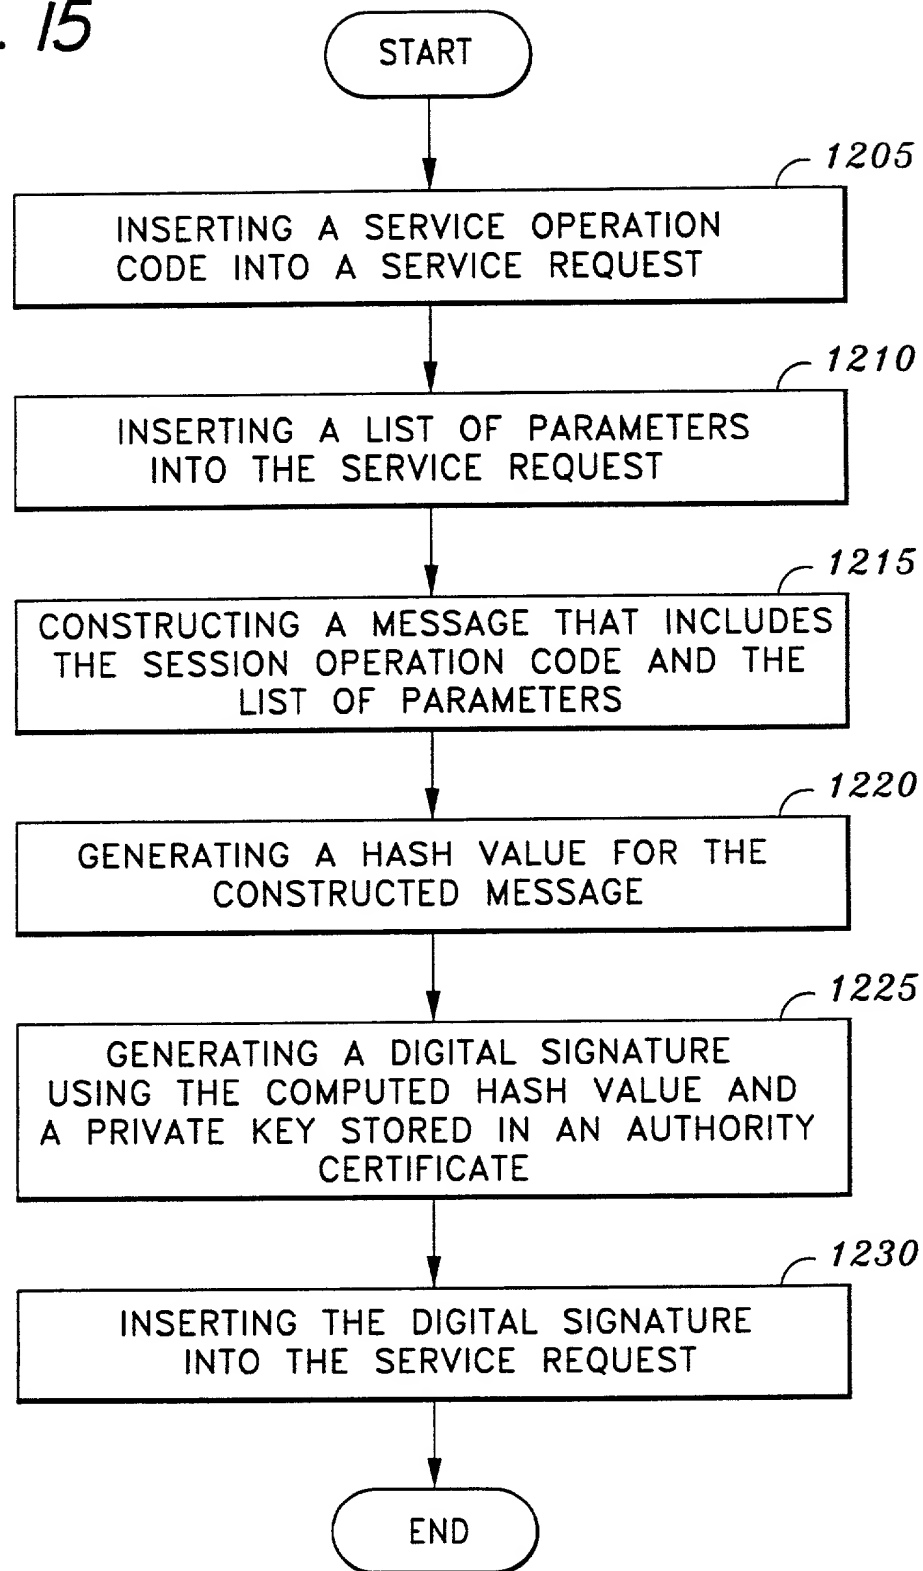 . 15
START
1205
INSERTING A SERVICE OPERATION
CODE INTO A SERVICE REQUEST
1210
INSERTING A LIST OF PARAMETERS
INTO THE SERVICE REQUEST
1215
CONSTRUCTING A MESSAGE THAT INCLUDES
THE SESSION OPERATION CODE AND THE
LIST OF PARAMETERS
1220
GENERATING A HASH VALUE FOR THE
CONSTRUCTED MESSAGE
1225
GENERATING A DIGITAL SIGNATURE
USING THE COMPUTED HASH VALUE AND
A PRIVATE KEY STORED IN AN AUTHORITY
CERTIFICATE
1230
INSERTING THE DIGITAL SIGNATURE
INTO THE SERVICE REQUEST
END